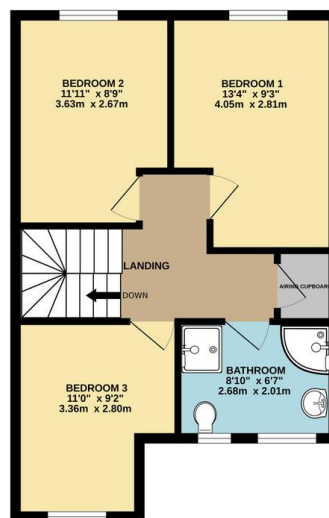 BEDROOM 2
11'11" x 8'9"
3.63m x 2.67m
BEDROOM 1
13'4" x 9'3"
4.05m x 2.81m
LANDING
DOWN
AIRING CUPBOARD
BEDROOM 3
11'0" x 9'2"
3.36m x 2.80m
BATHROOM
8'10" x 6'7"
2.68m x 2.01m